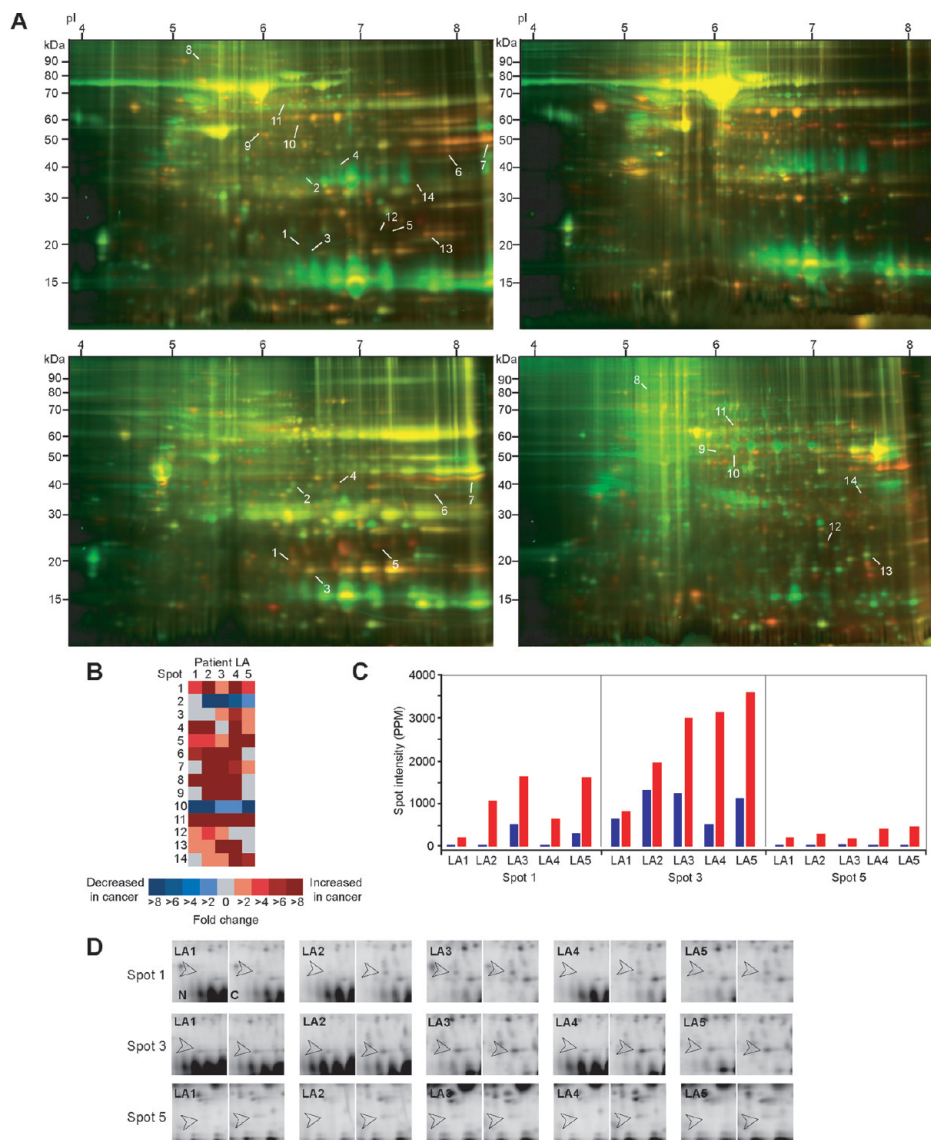 A
pI
4 5 6 7 8
kDa
90
80
70
60
50
40
30
20
15
8
11
9
10
4
2
6
7
14
12
5
1
3
13
4 5 6 7 8
kDa
90
80
70
60
50
40
30
20
15
4 5 6 7 8
kDa
90
70
60
50
40
30
20
15
4
2
6
7
1
5
3
4 5 6 7 8
kDa
90
70
60
50
40
30
20
15
8
11
9
10
14
12
13
B
Patient LA
Spot 1 2 3 4 5
1
2
3
4
5
6
7
8
9
10
11
12
13
14
Decreased in cancer
Increased in cancer
>8 >6 >4 >2 0 >2 >4 >6 >8
Fold change
C
Spot intensity (PPM)
4000
3000
2000
1000
0
LA1 LA2 LA3 LA4 LA5 LA1 LA2 LA3 LA4 LA5 LA1 LA2 LA3 LA4 LA5
Spot 1 Spot 3 Spot 5
D
LA1 LA2 LA3 LA4 LA5
Spot 1
N C
LA1 LA2 LA3 LA4 LA5
Spot 3
LA1 LA2 LA3 LA4 LA5
Spot 5